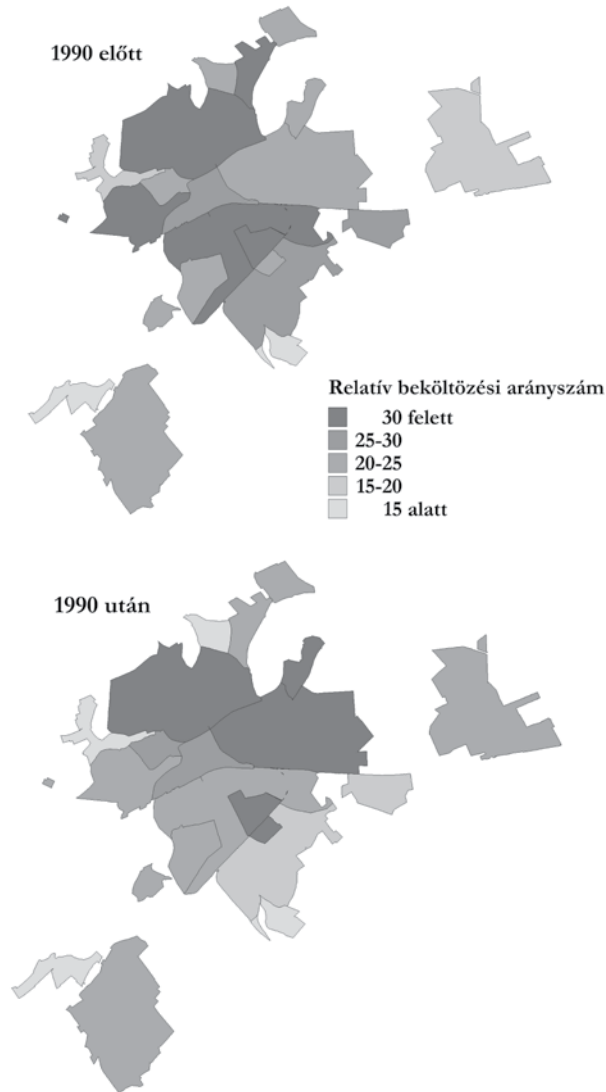 1990 előtt
Relatív beköltözési arányszám
30 felett
25-30
20-25
15-20
15 alatt
1990 után